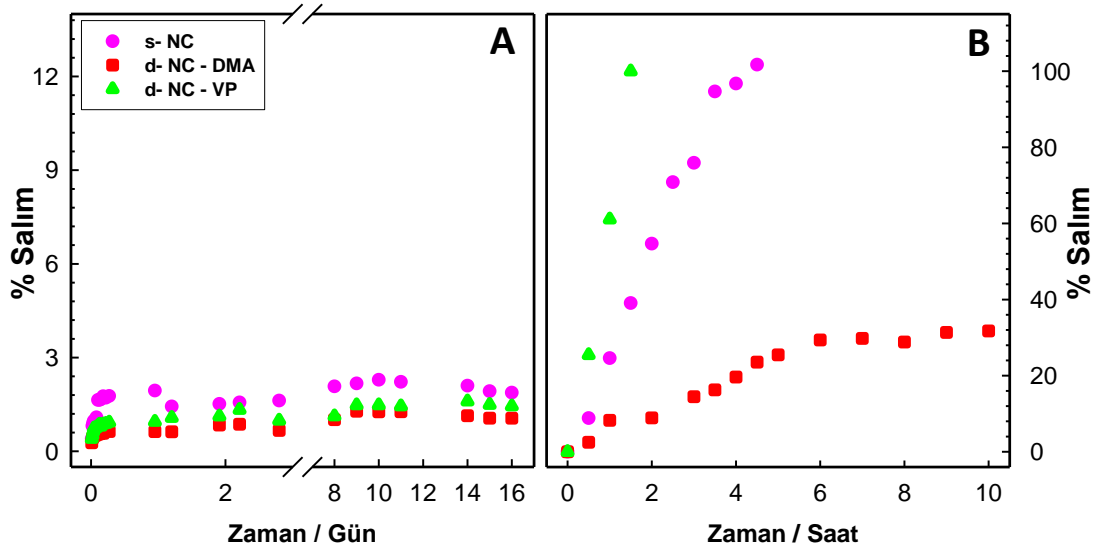 A
B
s- NC
d- NC - DMA
d- NC - VP
12
9
6
3
0
% Salım
0 2 8 10 12 14 16
Zaman / Gün
100
80
60
40
20
0
% Salım
0 2 4 6 8 10
Zaman / Saat